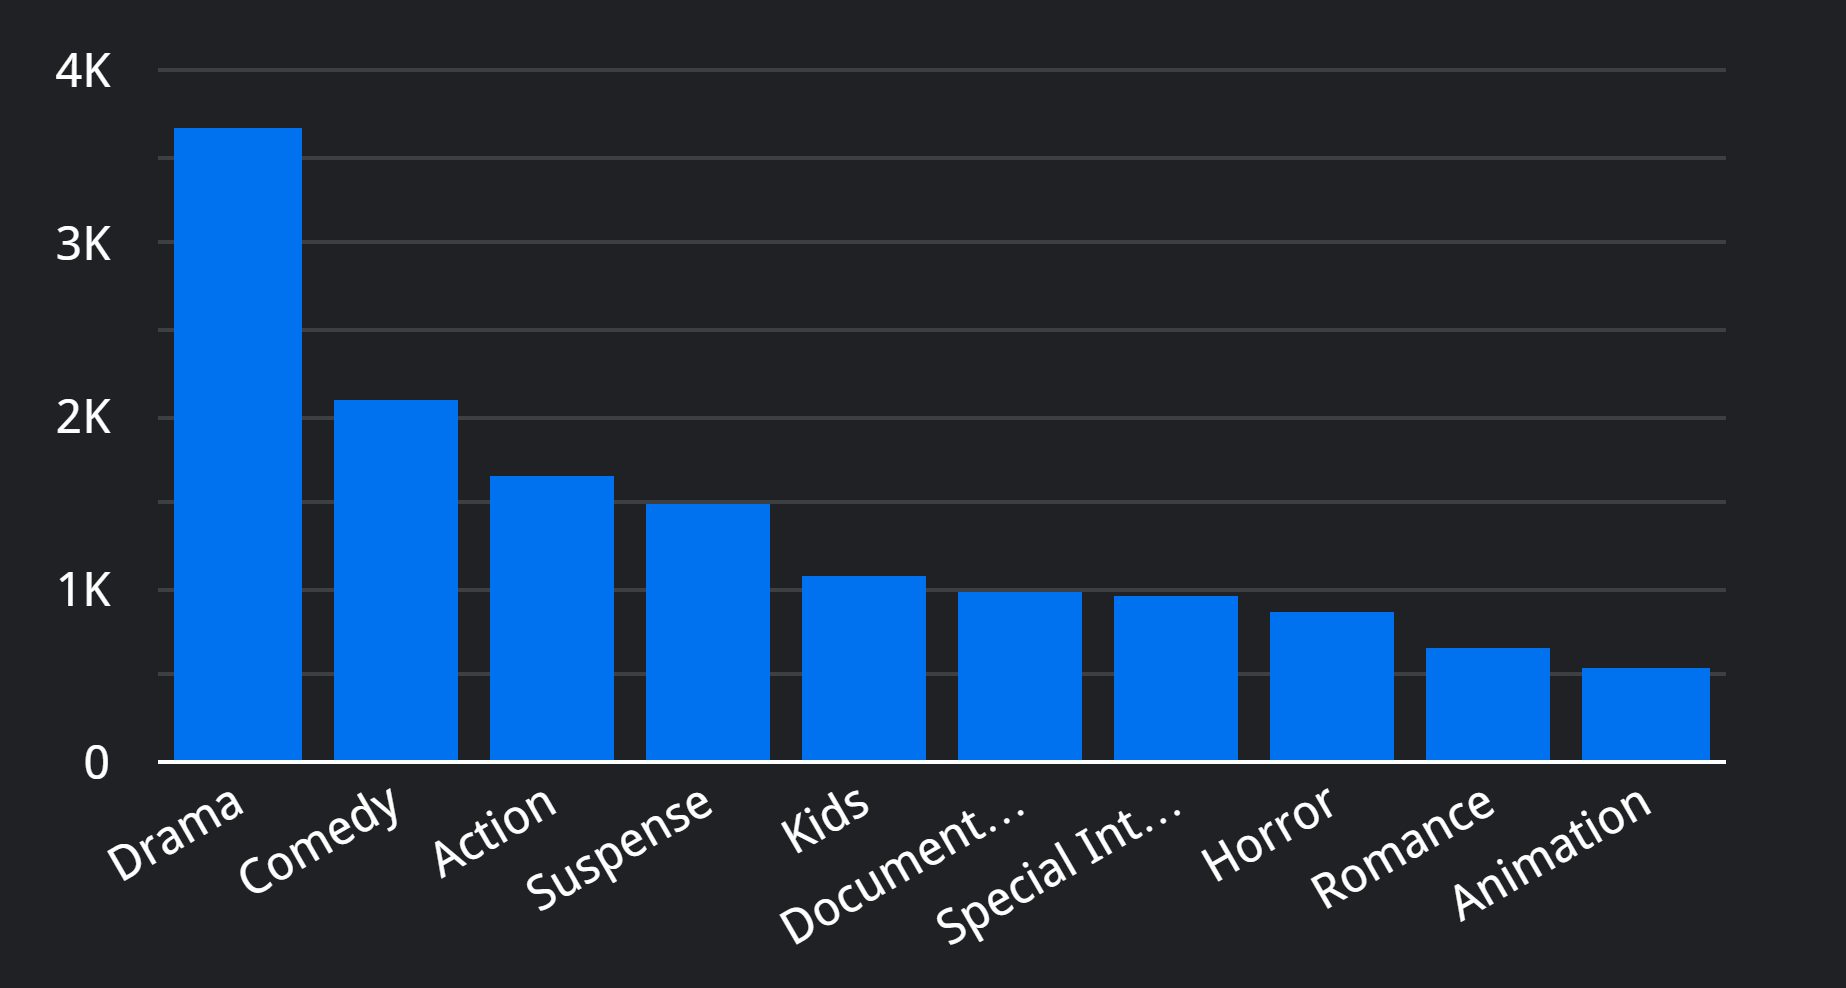 4K
3K
2K
1K
0
Drama
Comedy
Action
Suspense
Kids
Document...
Special Int...
Horror
Romance
Animation